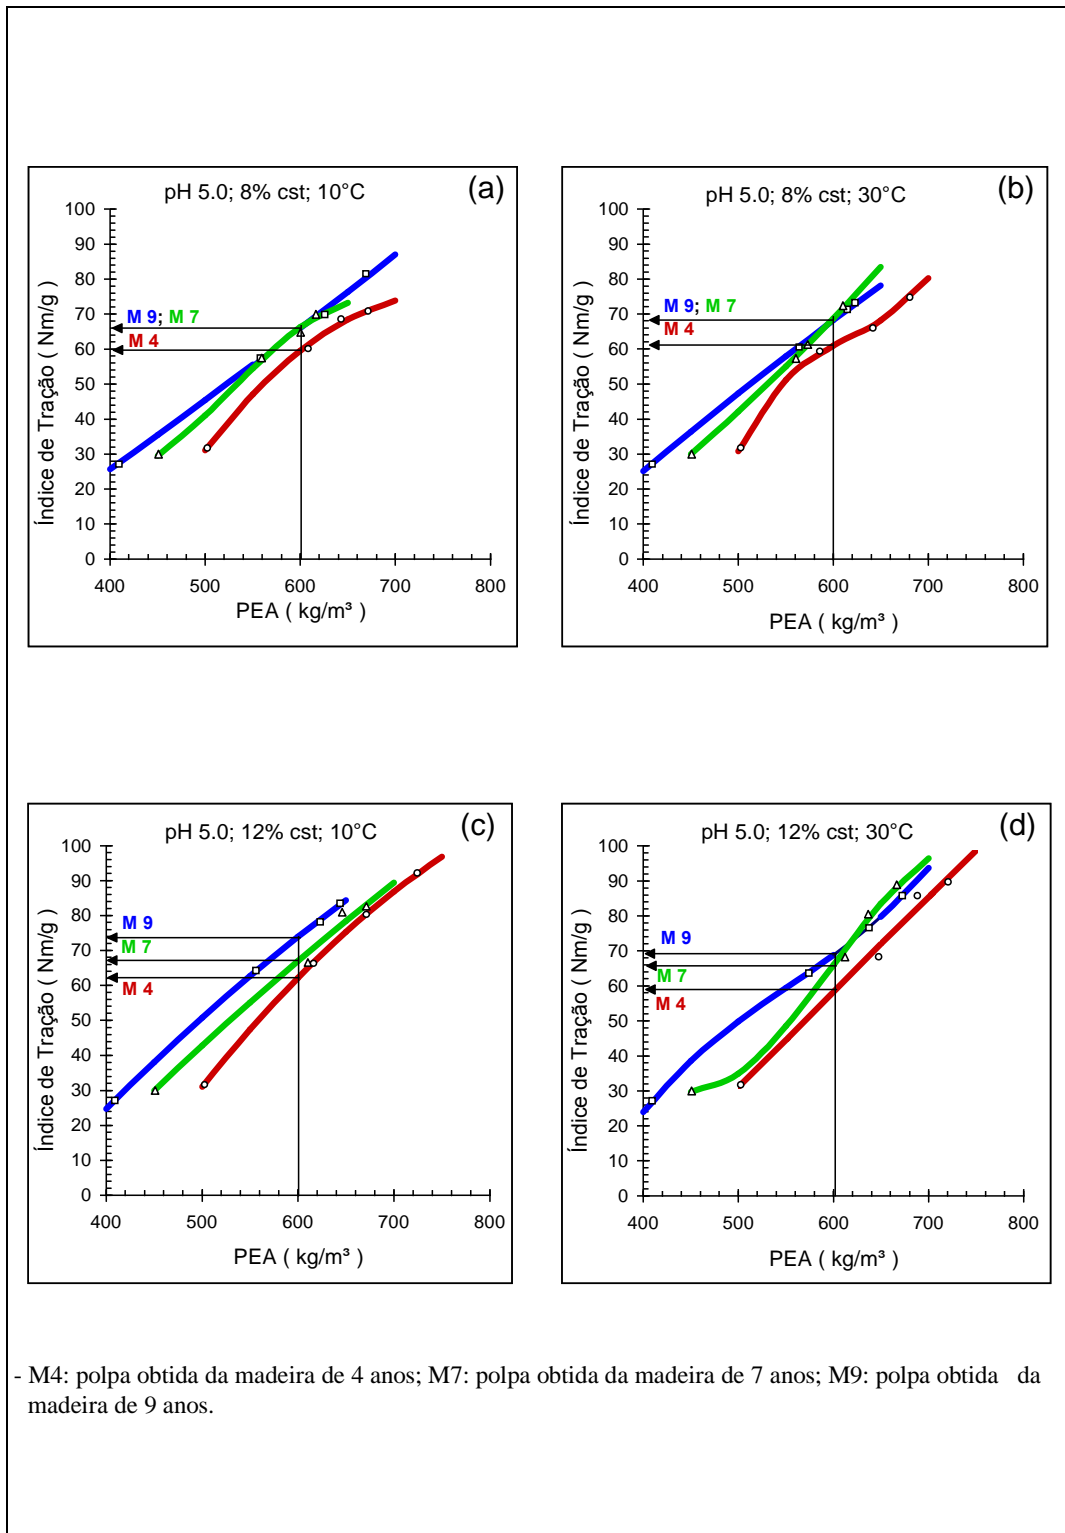 pH 5.0; 8% cst; 10°C
(a)
100
90
80
70
60
50
40
30
20
10
0
Índice de Tração ( Nm/g )
M 9; M 7
M 4
400 500 600 700 800
PEA ( kg/m³ )
pH 5.0; 8% cst; 30°C
(b)
100
90
80
70
60
50
40
30
20
10
0
Índice de Tração ( Nm/g )
M 9; M 7
M 4
400 500 600 700 800
PEA ( kg/m³ )
pH 5.0; 12% cst; 10°C
(c)
100
90
80
70
60
50
40
30
20
10
0
Índice de Tração ( Nm/g )
M 9
M 7
M 4
400 500 600 700 800
PEA ( kg/m³ )
pH 5.0; 12% cst; 30°C
(d)
100
90
80
70
60
50
40
30
20
10
0
Índice de Tração ( Nm/g )
M 9
M 7
M 4
400 500 600 700 800
PEA ( kg/m³ )
- M4: polpa obtida da madeira de 4 anos; M7: polpa obtida da madeira de 7 anos; M9: polpa obtida da
madeira de 9 anos.